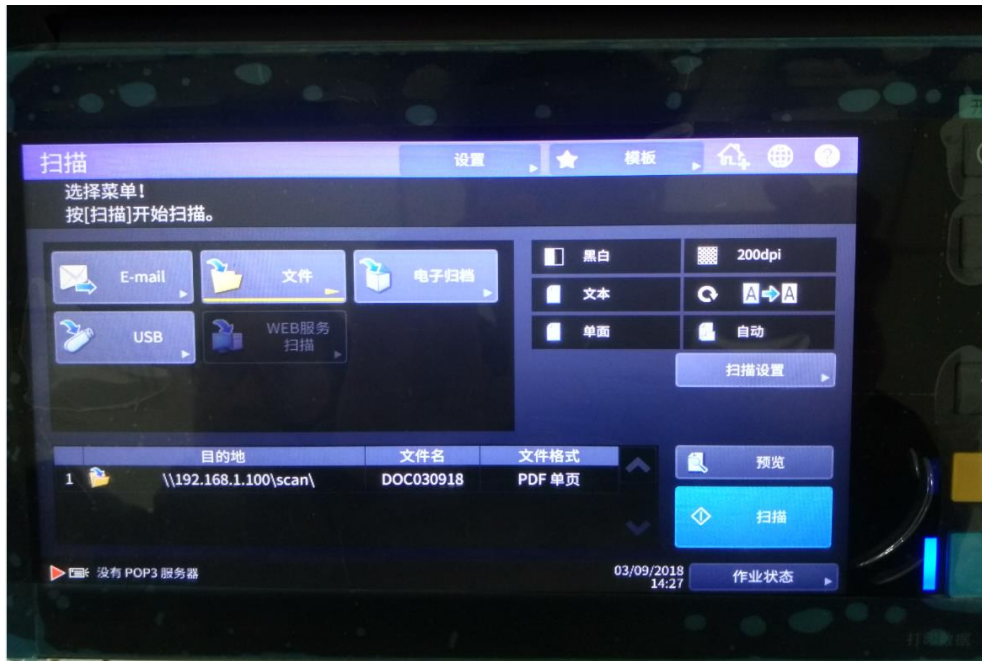 扫描 设置 模板 ?
选择菜单!
按[扫描]开始扫描。
E-mail 文件 电子归档
USB WEB服务
扫描
黑白 200dpi
文本 A A
单面 自动
扫描设置
目的地 文件名 文件格式
1 \\192.168.1.100\scan\ DOC030918 PDF 单页
预览
扫描
没有 POP3 服务器
03/09/2018
14:27
作业状态
打印数据